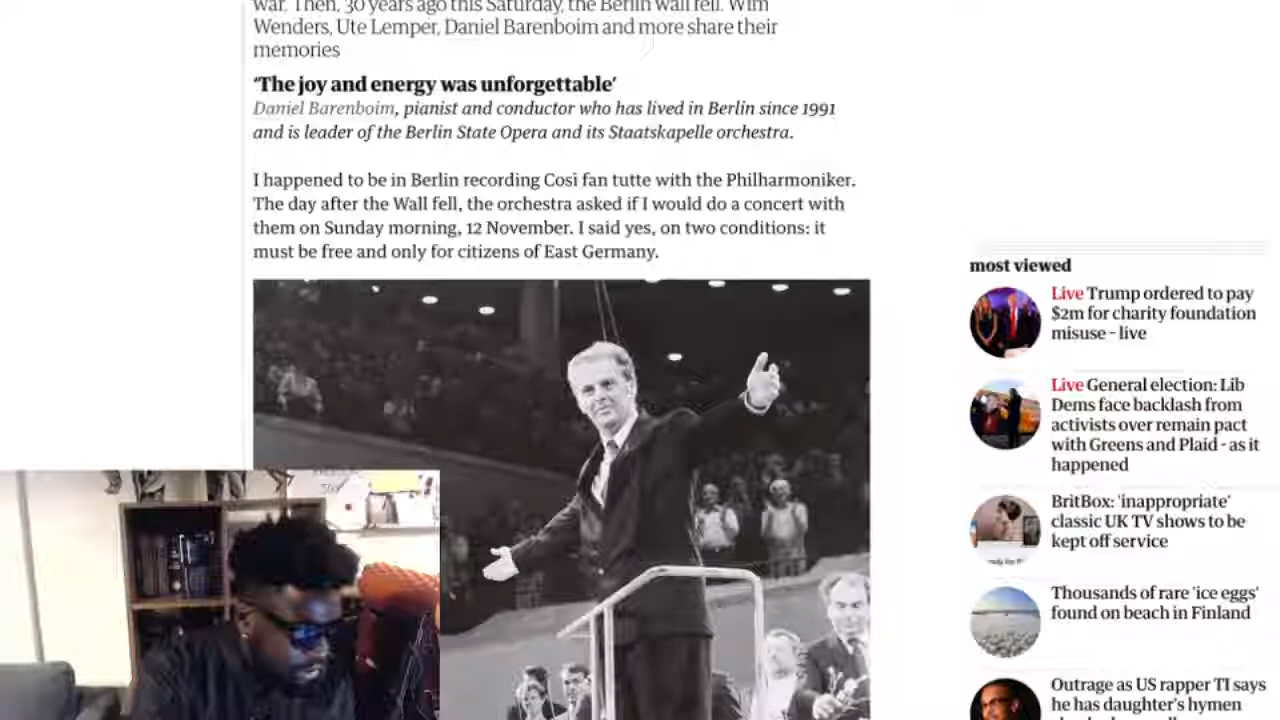 war. Then, 30 years ago this Saturday, the Berlin wall fell. Wim
Wenders, Ute Lemper, Daniel Barenboim and more share their
memories
‘The joy and energy was unforgettable’
Daniel Barenboim, pianist and conductor who has lived in Berlin since 1991
and is leader of the Berlin State Opera and its Staatskapelle orchestra.
I happened to be in Berlin recording Così fan tutte with the Philharmoniker.
The day after the Wall fell, the orchestra asked if I would do a concert with
them on Sunday morning, 12 November. I said yes, on two conditions: it
must be free and only for citizens of East Germany.
most viewed
Live Trump ordered to pay
$2m for charity foundation
misuse – live
Live General election: Lib
Dems face backlash from
activists over remain pact
with Greens and Plaid - as it
happened
BritBox: 'inappropriate'
classic UK TV shows to be
kept off service
Thousands of rare 'ice eggs'
found on beach in Finland
Outrage as US rapper TI says
he has daughter's hymen